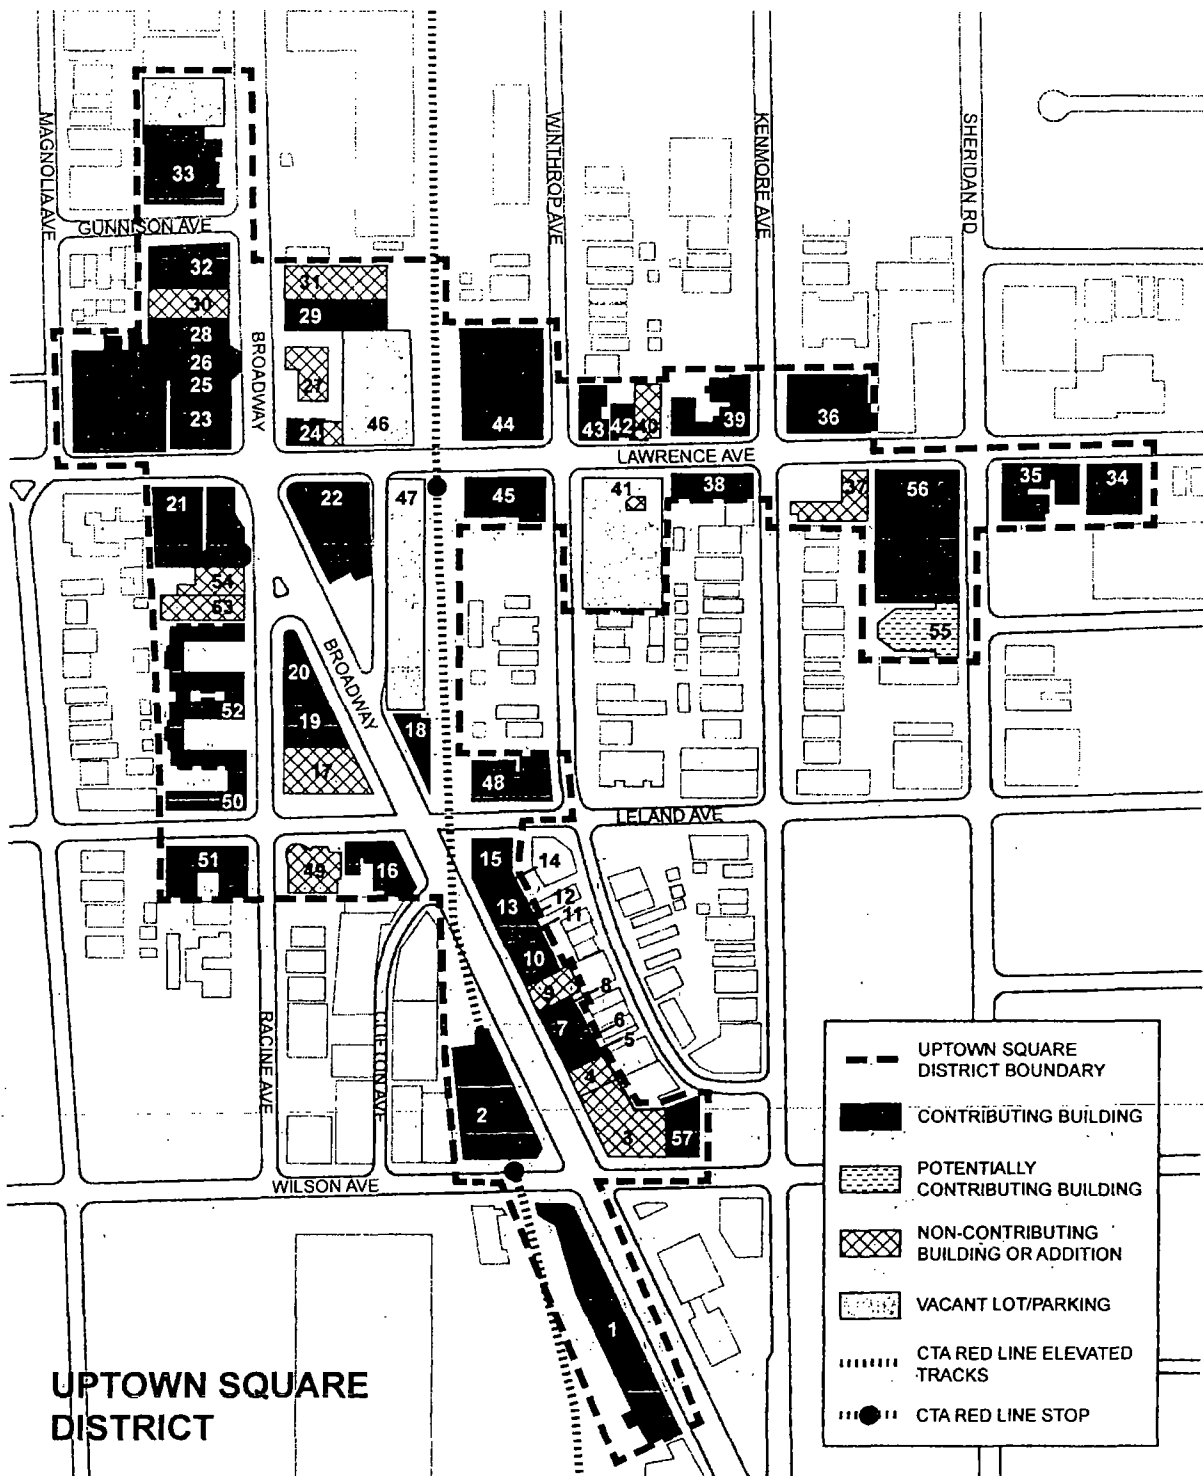 MAGNOLIA AVE
WINTHROP AVE
KENMORE AVE
SHERIDAN RD
33
GUNNISON AVE
32
31
30
29
28
BROADWAY
26
27
25
23
24
46
44
43
42
40
39
36
LAWRENCE AVE
21
22
47
45
41
38
37
56
35
34
54
53
55
20
BROADWAY
52
19
18
17
48
50
LELAND AVE
51
49
16
15
14
13
12
11
10
9
8
7
6
5
4
RACINE AVE
CLIFTON AVE
2
3
57
WILSON AVE
1
UPTOWN SQUARE
DISTRICT BOUNDARY
CONTRIBUTING BUILDING
POTENTIALLY
CONTRIBUTING BUILDING
NON-CONTRIBUTING
BUILDING OR ADDITION
VACANT LOT/PARKING
CTA RED LINE ELEVATED
TRACKS
CTA RED LINE STOP
UPTOWN SQUARE
DISTRICT